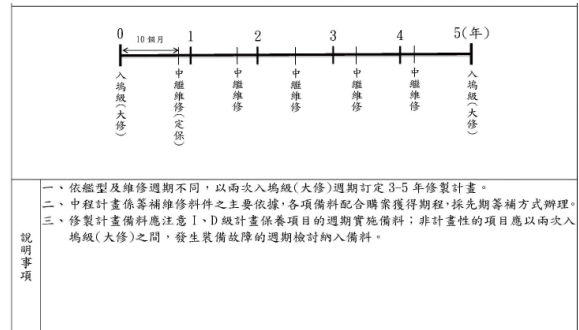 0 1 2 3 4 5(年)
10 個月
入塢級(大修)
中繼維修(定保)
中繼維修
中繼維修
中繼維修
中繼維修
入塢級(大修)
說明事項
一、依艦型及維修週期不同，以兩次入塢級(大修)週期訂定 3-5 年修製計畫。
二、中程計畫係籌補維修料件之主要依據，各項備料配合購案獲得期程，採先期籌補方式辦理。
三、修製計畫備料應注意 I、D 級計畫保養項目的週期實施備料；非計畫性的項目應以兩次入
塢級(大修)之間，發生裝備故障的週期檢討納入備料。